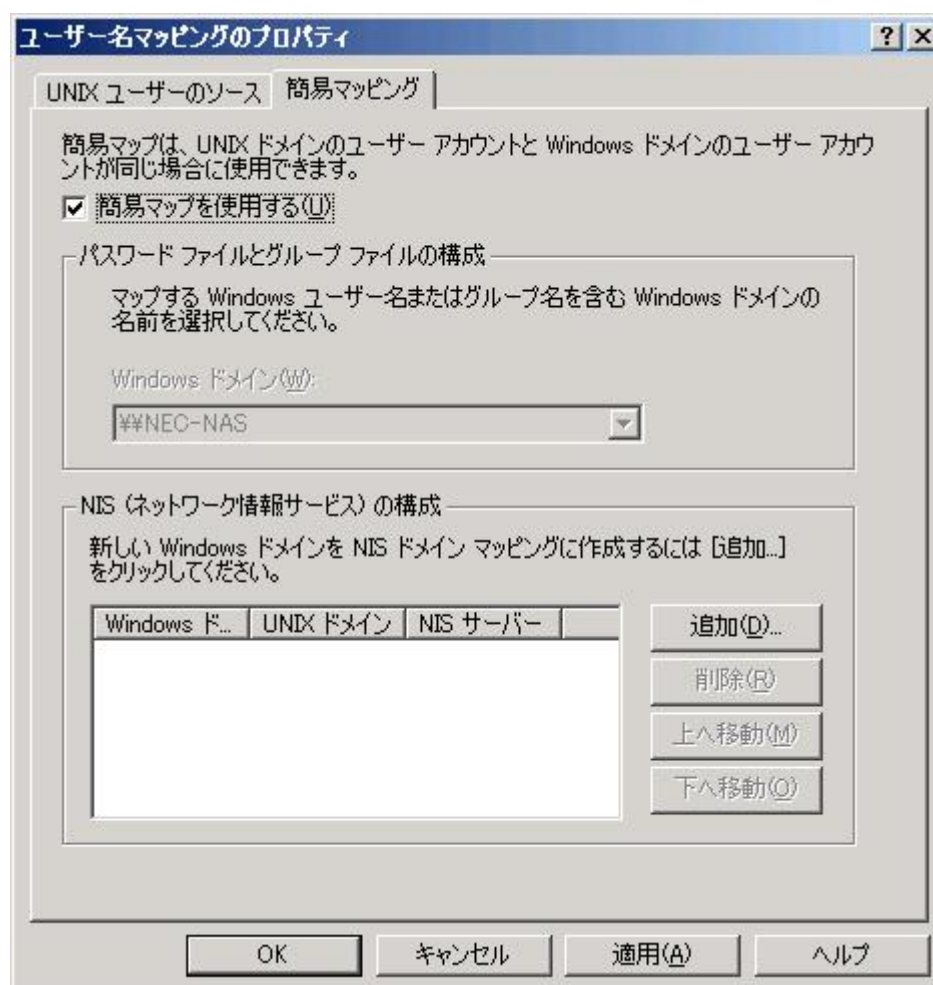 ユーザー名マッピングのプロパティ
UNIX ユーザーのソース
簡易マッピング
簡易マップは、UNIX ドメインのユーザー アカウントと Windows ドメインのユーザー アカウ
ントが同じ場合に使用できます。
簡易マップを使用する(U)
パスワード ファイルとグループ ファイルの構成
マップする Windows ユーザー名またはグループ名を含む Windows ドメインの
名前を選択してください。
Windows ドメイン(W):
¥¥NEC-NAS
NIS (ネットワーク情報サービス) の構成
新しい Windows ドメインを NIS ドメイン マッピングに作成するには [追加...]
をクリックしてください。
Windows ド... UNIX ドメイン NIS サーバー
追加(D)...
削除(R)
上へ移動(M)
下へ移動(O)
OK キャンセル 適用(A) ヘルプ